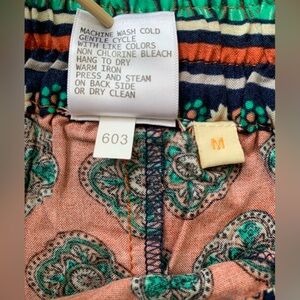 MACHINE WASH COLD
GENTLE CYCLE
WITH LIKE COLORS
NON CHLORINE BLEACH
HANG TO DRY
WARM IRON
PRESS AND STEAM
ON BACK SIDE
OR DRY CLEAN
603
M